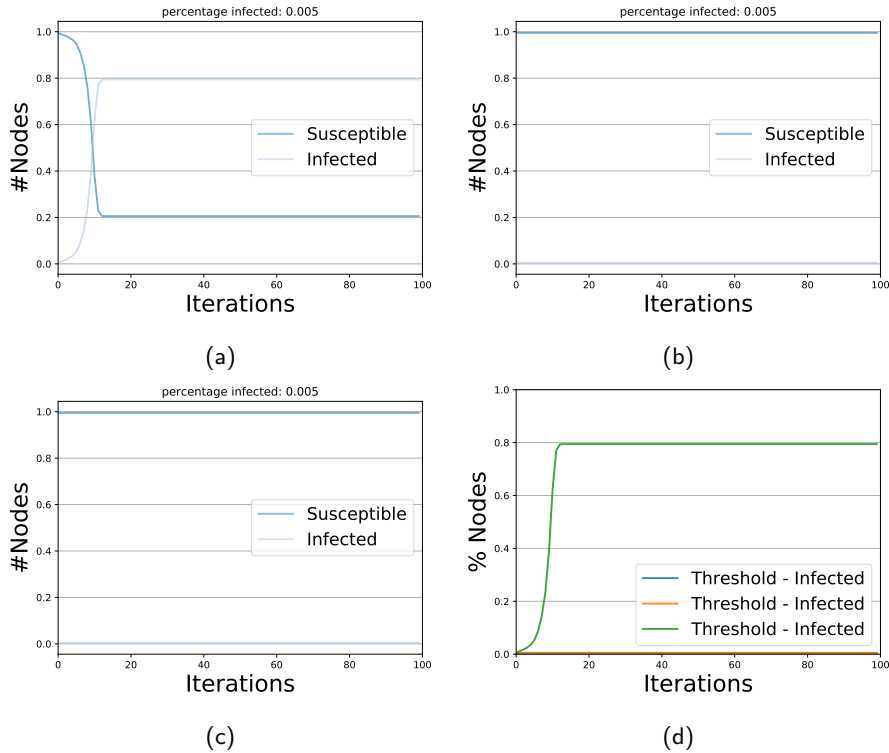 percentage infected: 0.005
1.0
0.8
0.6
0.4
0.2
0.0
#Nodes
Susceptible
Infected
0 20 40 60 80 100
Iterations
(a)
percentage infected: 0.005
1.0
0.8
0.6
0.4
0.2
0.0
#Nodes
Susceptible
Infected
0 20 40 60 80 100
Iterations
(b)
percentage infected: 0.005
1.0
0.8
0.6
0.4
0.2
0.0
#Nodes
Susceptible
Infected
0 20 40 60 80 100
Iterations
(c)
1.0
0.8
0.6
0.4
0.2
0.0
% Nodes
Threshold - Infected
Threshold - Infected
Threshold - Infected
0 20 40 60 80 100
Iterations
(d)